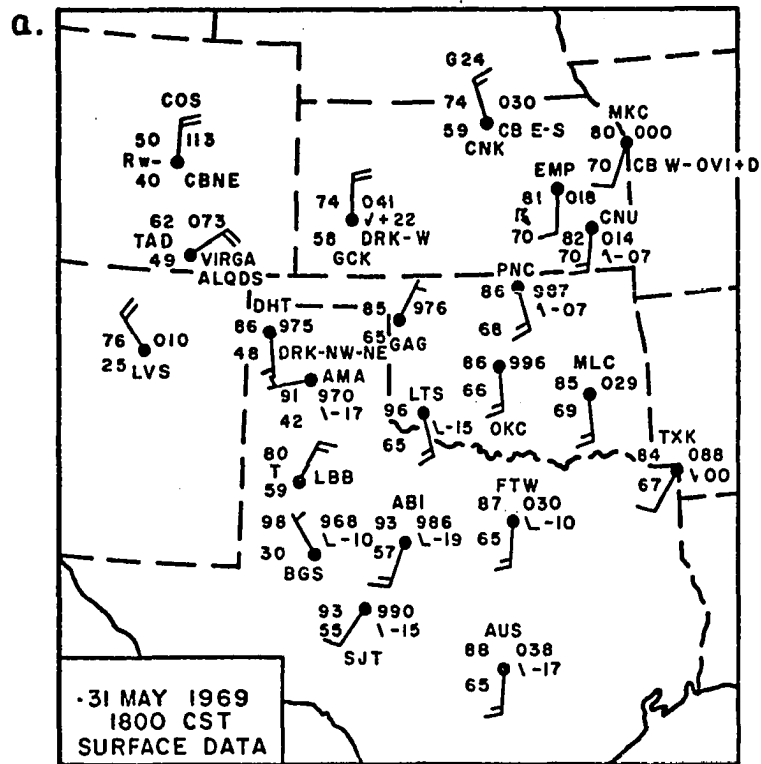 a.
G24
74 030
59 CB E-S
CNK
MKC
80 000
70 CB W-OVI+D
COS
50 113
Rw-
40 CBNE
EMP
81 018
R
70
CNU
82 014
70 \-07
74 041
√+22
58 DRK-W
GCK
62 073
TAD
49 VIRGA
ALQDS
PNC
86 987
\-07
68
DHT
86 975
48 DRK-NW-NE
85 976
65 GAG
76 010
25 LVS
AMA
91 970
\-17
42
86 996
66
OKC
MLC
85 029
69
LTS
96
L-15
65
TXK
84 088
67 √00
80
T
59 LBB
FTW
87 030
L-10
65
ABI
93 986
L-19
57
98 968
L-10
30
BGS
93 990
55 \-15
SJT
AUS
88 038
\-17
65
·31 MAY 1969
1800 CST
SURFACE DATA